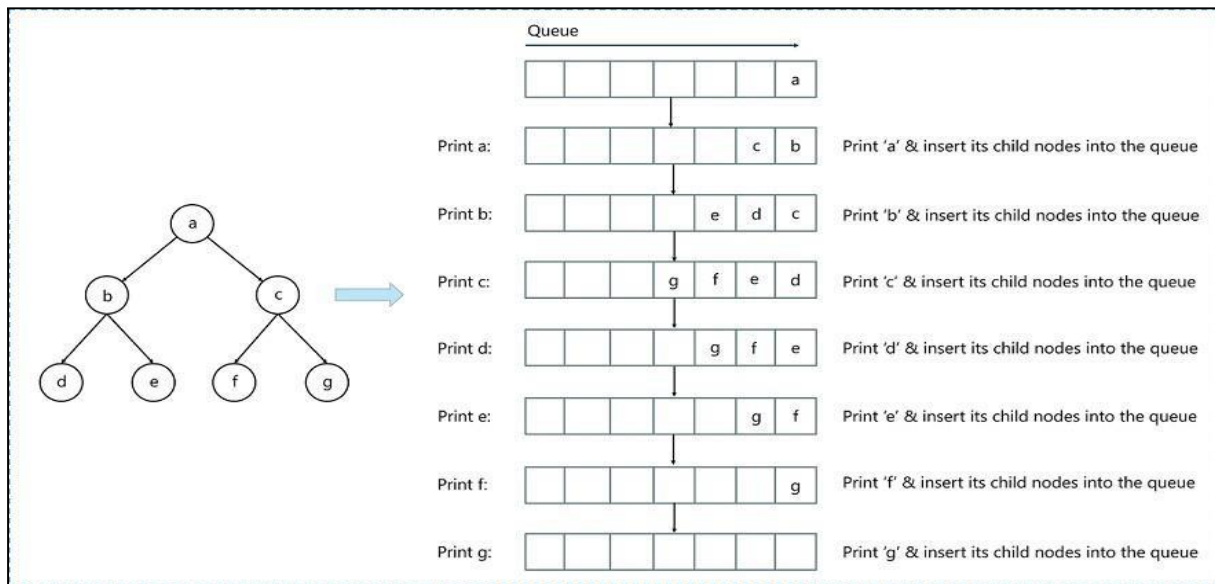 Queue
a
Print a: c b Print ‘a’ & insert its child nodes into the queue
Print b: e d c Print ‘b’ & insert its child nodes into the queue
Print c: g f e d Print ‘c’ & insert its child nodes into the queue
Print d: g f e Print ‘d’ & insert its child nodes into the queue
Print e: g f Print ‘e’ & insert its child nodes into the queue
Print f: g Print ‘f’ & insert its child nodes into the queue
Print g: Print ‘g’ & insert its child nodes into the queue
a
b c
d e f g